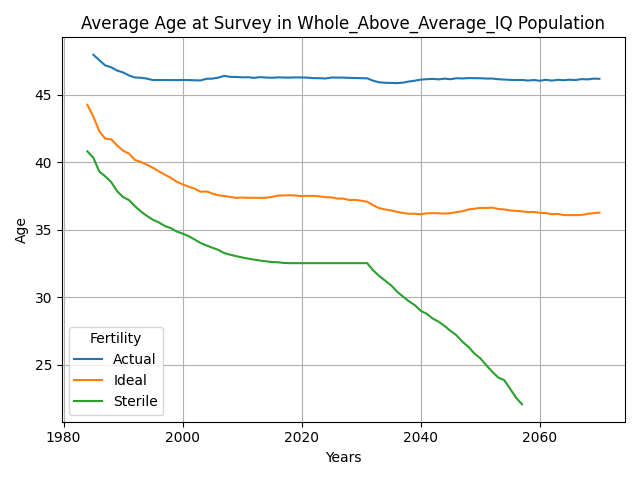 Average Age at Survey in Whole_Above_Average_IQ Population
Age
45
40
35
30
25
Fertility
Actual
Ideal
Sterile
1980
2000
2020
2040
2060
Years